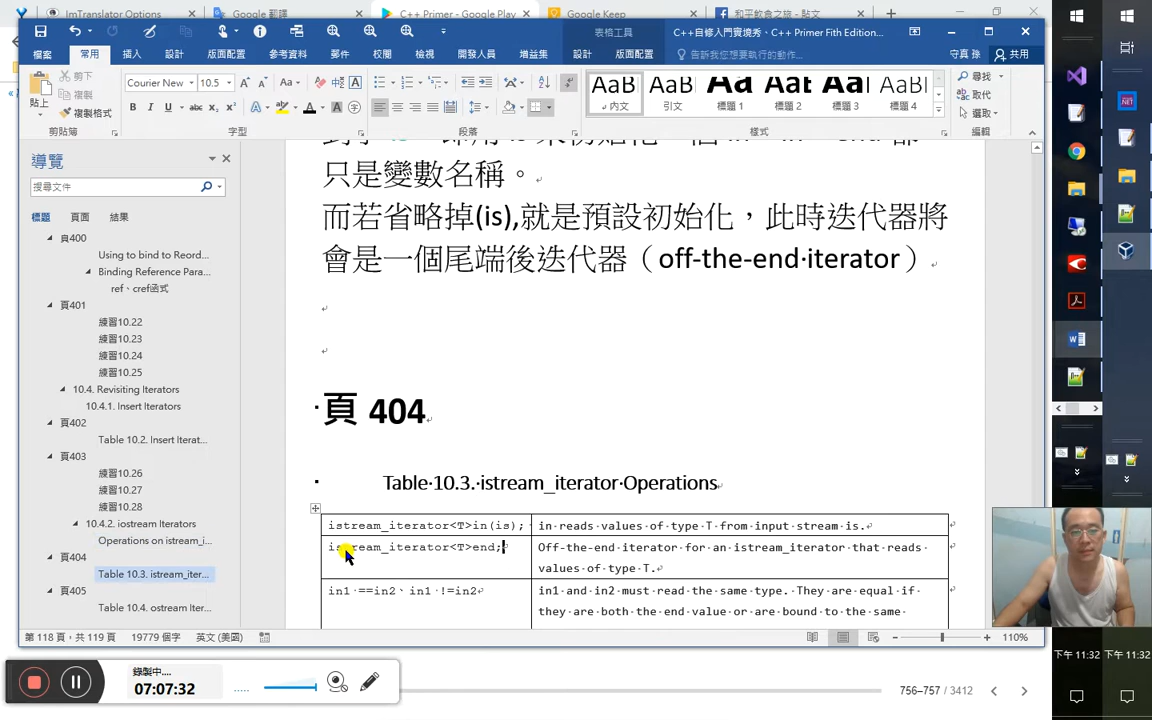 ImTranslator Options
Google 翻譯
C++ Primer - Google Play
Google Keep
和平飲食之旅 - 貼文
表格工具
C++自修入門實境秀、C++ Primer Fith Edition...
檔案
常用
插入
設計
版面配置
參考資料
郵件
校閱
檢視
開發人員
增益集
設計
版面配置
告訴我您想要執行的動作...
守真 孫
共用
貼上
剪下
複製
複製格式
剪貼簿
Courier New
10.5
字型
段落
AaB
內文
AaB
引文
Aa
標題 1
Aat
標題 2
Aa
標題 3
AaBl
標題 4
樣式
尋找
取代
選取
編輯
導覽
搜尋文件
標題
頁面
結果
頁400
Using to bind to Reord...
Binding Reference Para...
ref、cref函式
頁401
練習10.22
練習10.23
練習10.24
練習10.25
10.4. Revisiting Iterators
10.4.1. Insert Iterators
頁402
Table 10.2. Insert Iterat...
頁403
練習10.26
練習10.27
練習10.28
10.4.2. iostream Iterators
Operations on istream_i...
頁404
Table 10.3. istream_iter...
頁405
Table 10.4. ostream Iter...
只是變數名稱。
而若省略掉(is),就是預設初始化，此時迭代器將
會是一個尾端後迭代器（off-the-end·iterator）
頁 404
Table·10.3.·istream_iterator·Operations
istream_iterator<T>in(is);
in·reads·values·of·type·T·from·input·stream·is.
istream_iterator<T>end;
Off-the-end·iterator·for·an·istream_iterator·that·reads·
values·of·type·T.
in1·==in2、in1·!=in2
in1·and·in2·must·read·the·same·type.·They·are·equal·if·
they·are·both·the·end·value·or·are·bound·to·the·same·
第 118 頁，共 119 頁
19779 個字
英文 (美國)
110%
錄製中....
07:07:32
756–757 / 3412
下午 11:32
下午 11:32